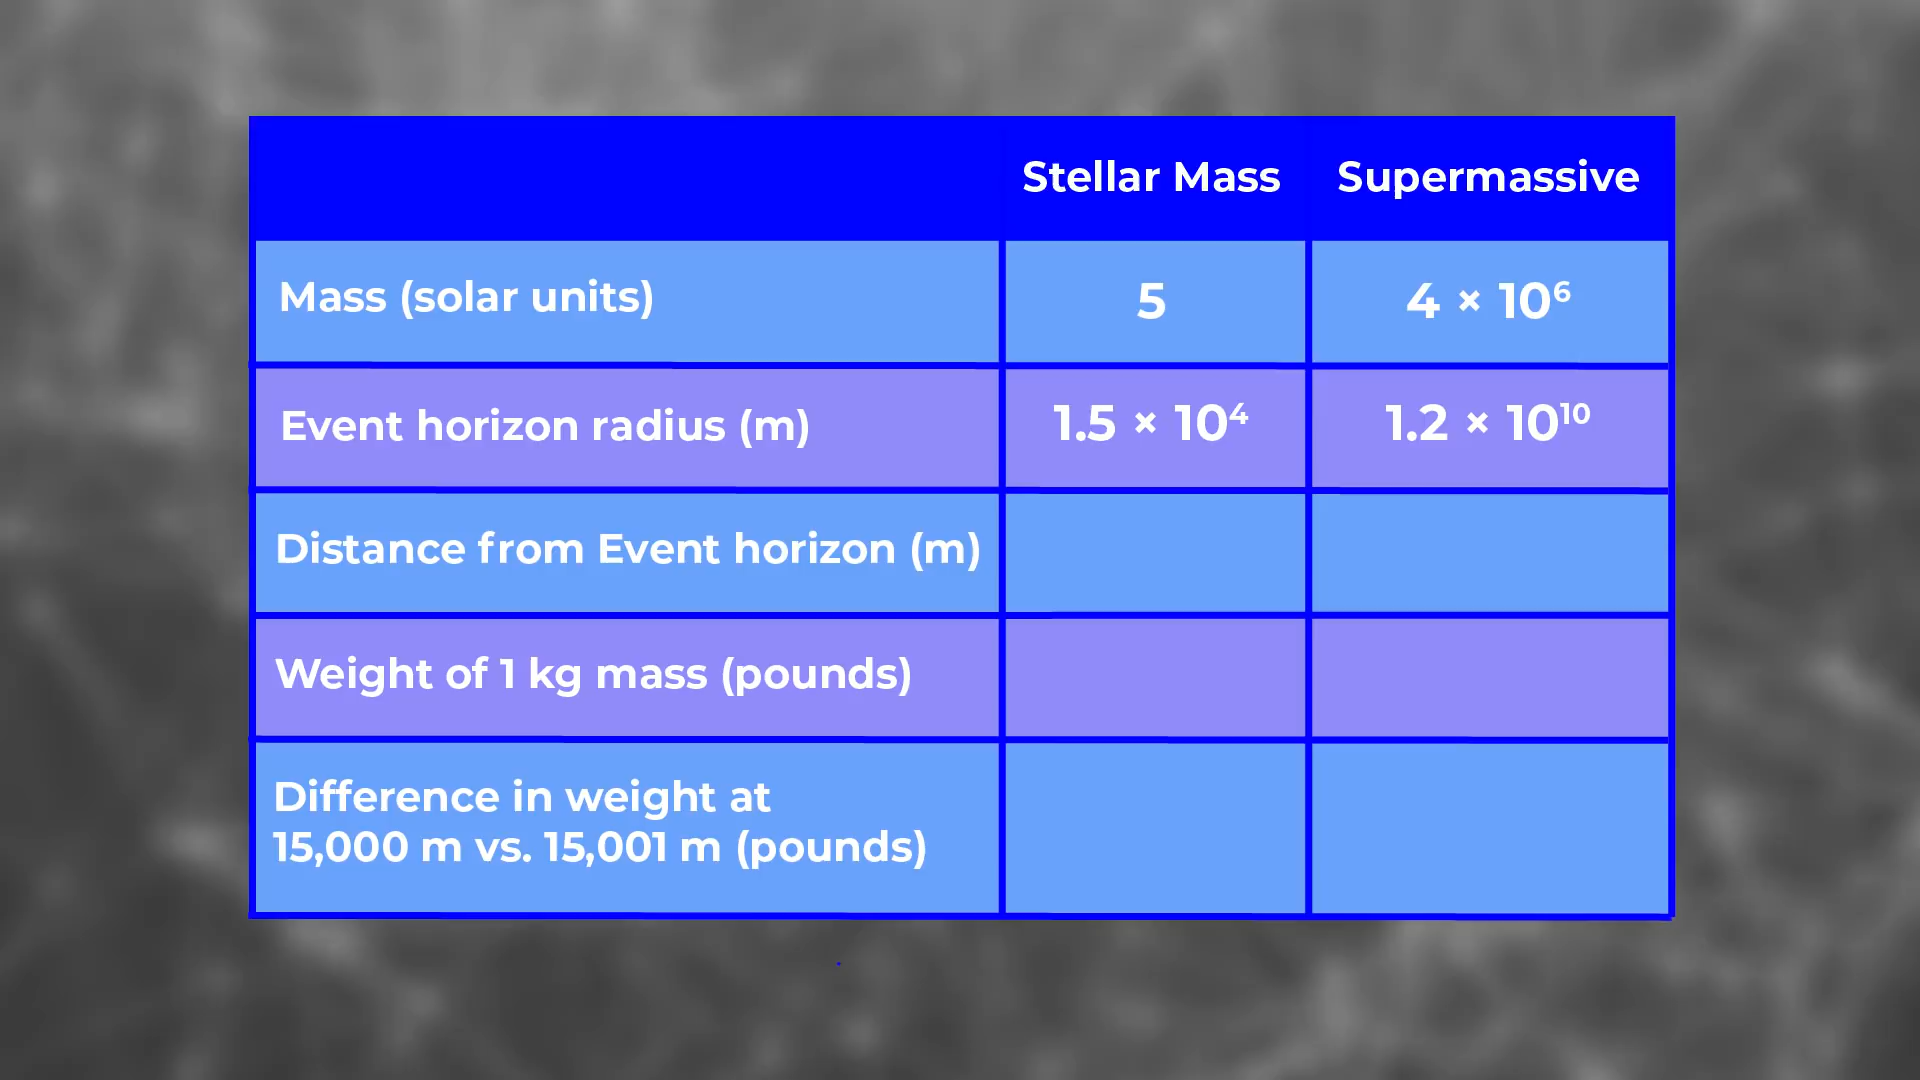 Stellar Mass Supermassive
Mass (solar units) 5 4 × 10⁶
Event horizon radius (m) 1.5 × 10⁴ 1.2 × 10¹⁰
Distance from Event horizon (m)
Weight of 1 kg mass (pounds)
Difference in weight at
15,000 m vs. 15,001 m (pounds)